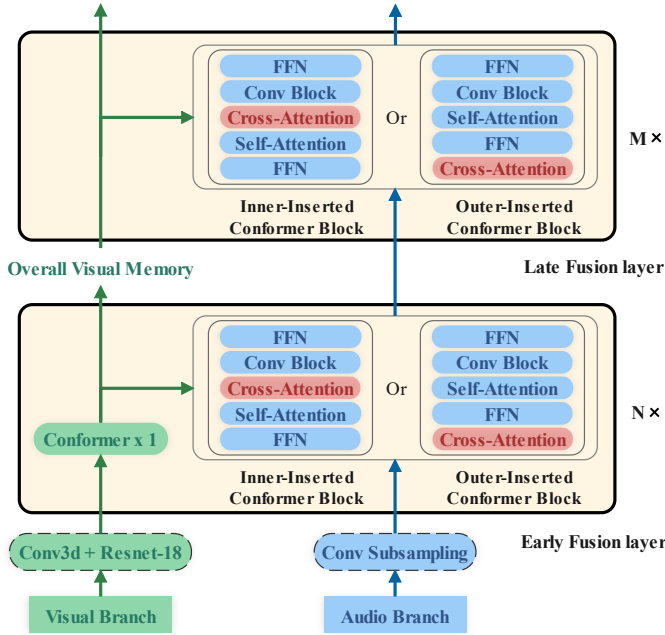 FFN
Conv Block
Cross-Attention
Self-Attention
FFN
Or
FFN
Conv Block
Self-Attention
FFN
Cross-Attention
M ×
Inner-Inserted
Conformer Block
Outer-Inserted
Conformer Block
Overall Visual Memory
Late Fusion layer
FFN
Conv Block
Cross-Attention
Self-Attention
FFN
Or
FFN
Conv Block
Self-Attention
FFN
Cross-Attention
N ×
Conformer x 1
Inner-Inserted
Conformer Block
Outer-Inserted
Conformer Block
Conv3d + Resnet-18
Conv Subsampling
Early Fusion layer
Visual Branch
Audio Branch